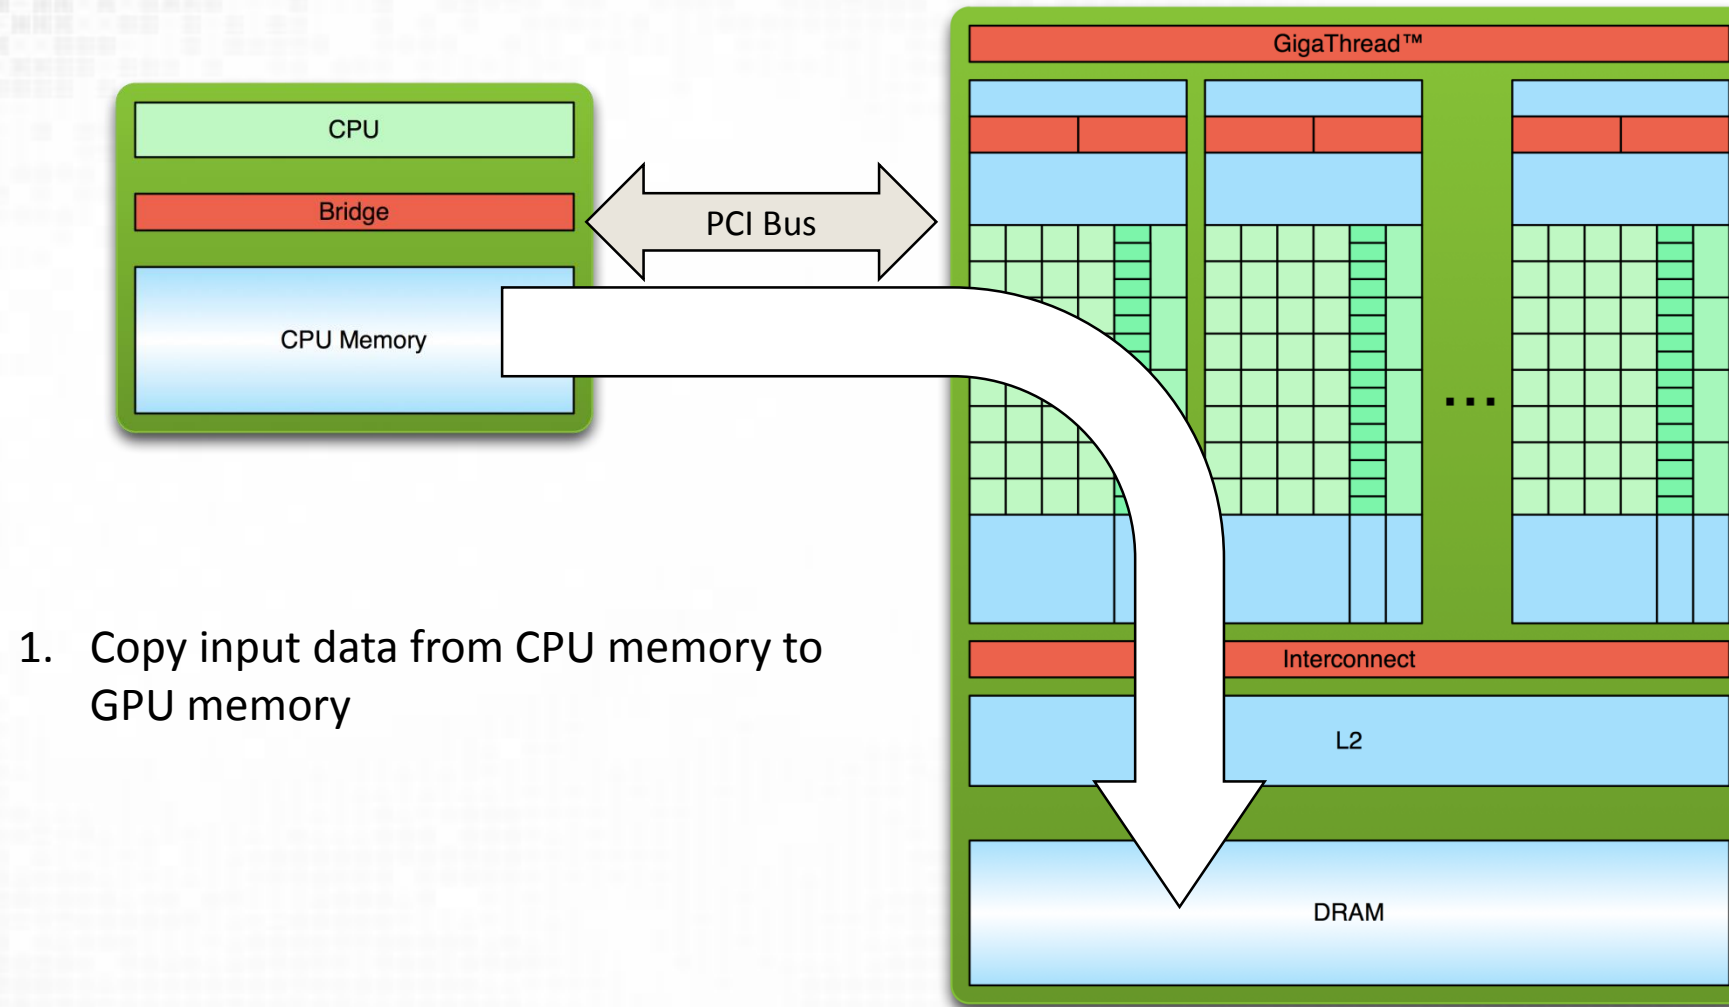 GigaThread™
CPU
Bridge
PCI Bus
CPU Memory
...
1. Copy input data from CPU memory to
GPU memory
Interconnect
L2
DRAM